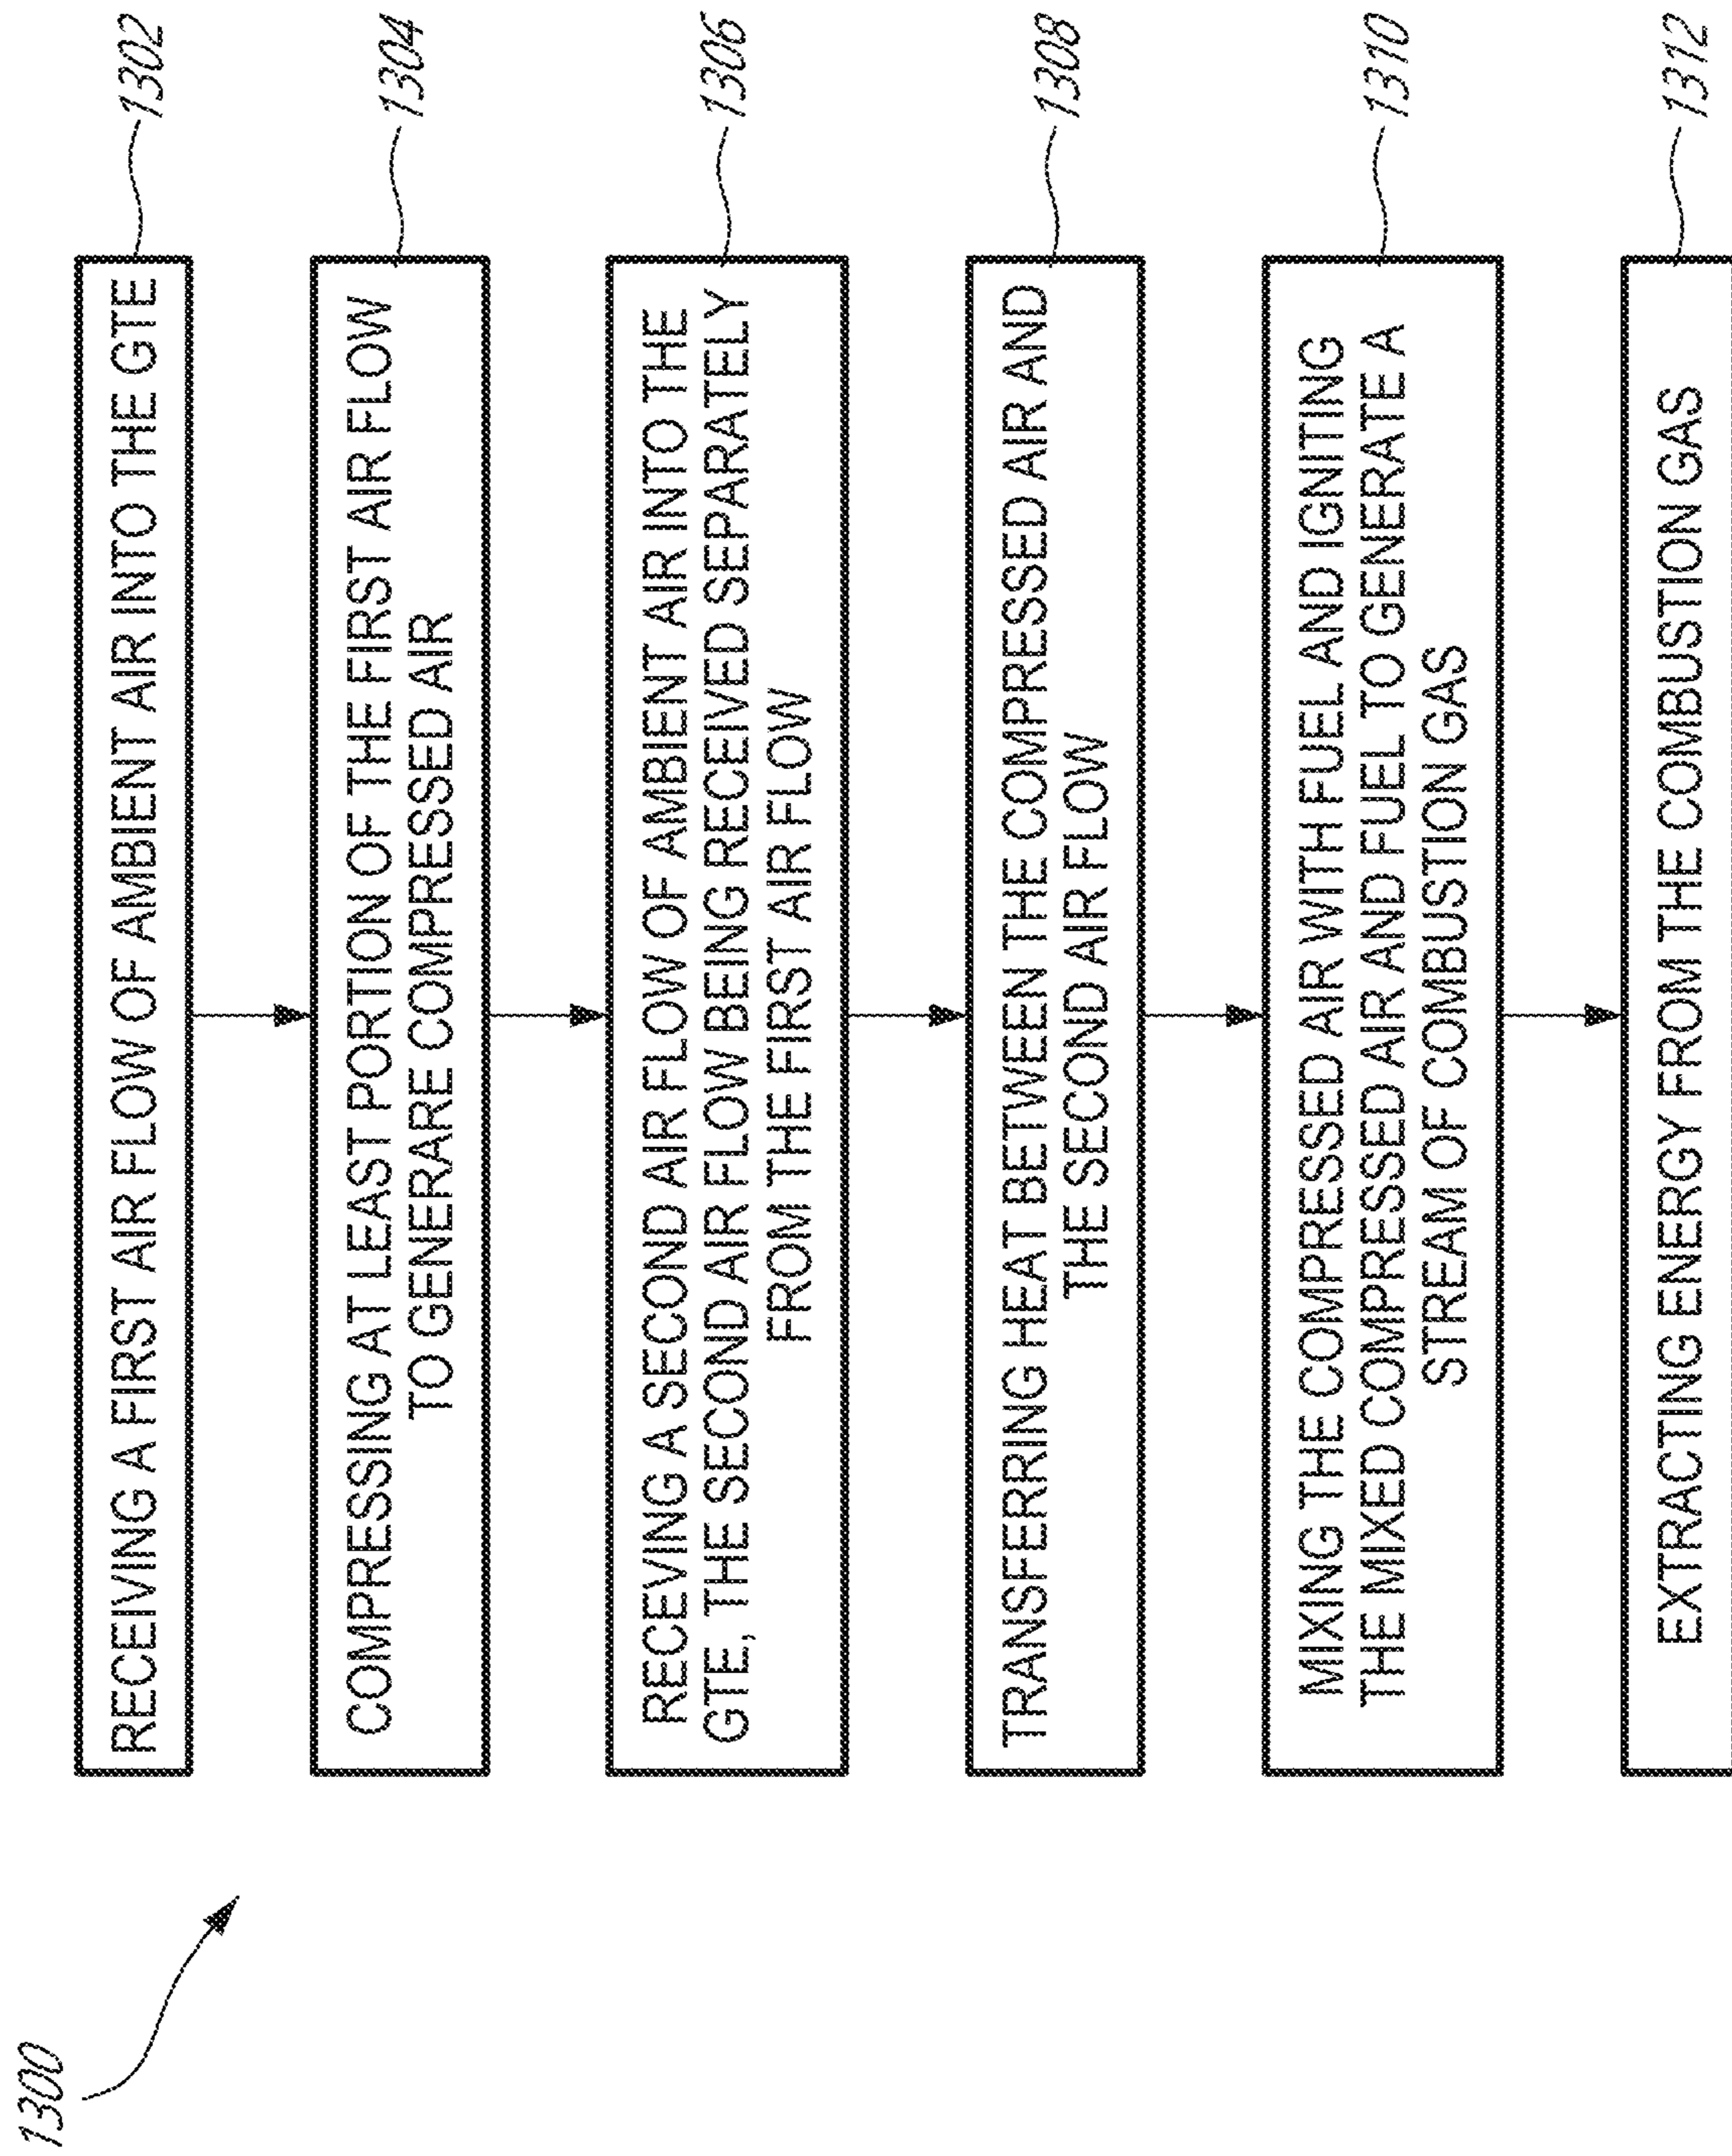 1300
RECEIVING A FIRST AIR FLOW OF AMBIENT AIR INTO THE GTE
1302
COMPRESSING AT LEAST PORTION OF THE FIRST AIR FLOW
TO GENERARE COMPRESSED AIR
1304
RECEVING A SECOND AIR FLOW OF AMBIENT AIR INTO THE
GTE, THE SECOND AIR FLOW BEING RECEIVED SEPARATELY
FROM THE FIRST AIR FLOW
1306
TRANSFERRING HEAT BETWEEN THE COMPRESSED AIR AND
THE SECOND AIR FLOW
1308
MIXING THE COMPRESSED AIR WITH FUEL AND IGNITING
THE MIXED COMPRESSED AIR AND FUEL TO GENERATE A
STREAM OF COMBUSTION GAS
1310
EXTRACTING ENERGY FROM THE COMBUSTION GAS
1312